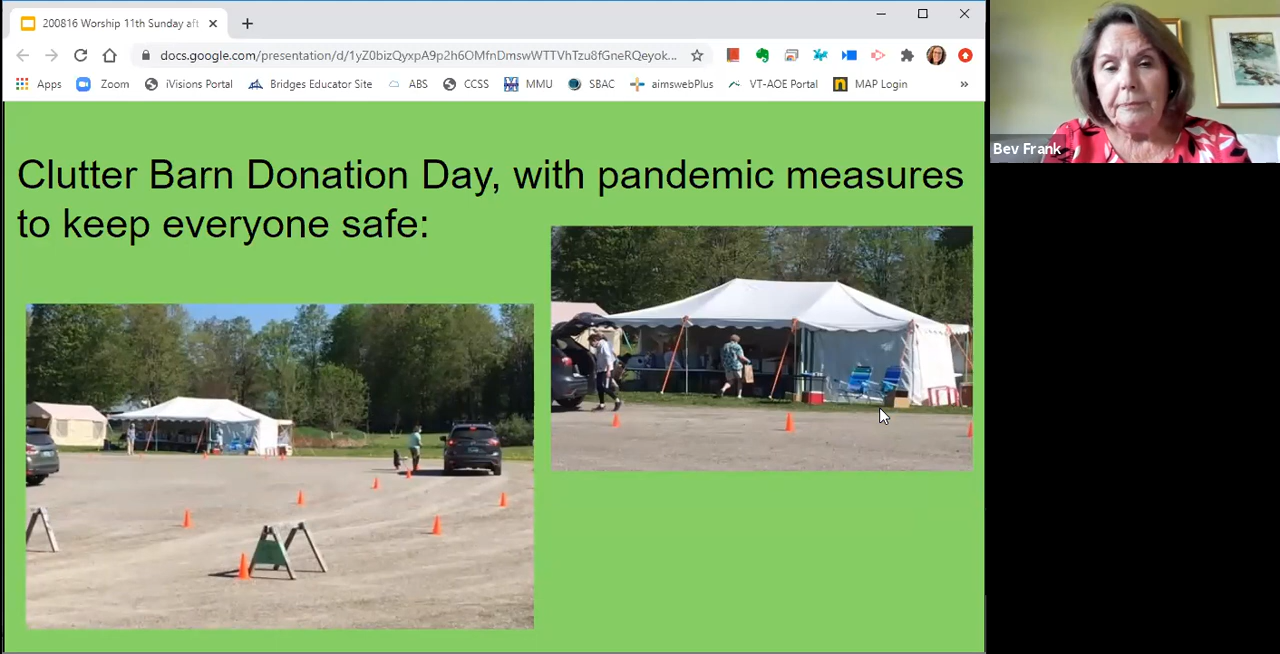 200816 Worship 11th Sunday aft
docs.google.com/presentation/d/1yZ0bizQyxpA9c2h6OMfnDmswWTTVhTzu8fGneRQeyok...
Apps Zoom iVisions Portal Bridges Educator Site ABS CCSS MMU SBAC aimswebPlus VT-AOE Portal MAP Login »
Bev Frank
Clutter Barn Donation Day, with pandemic measures
to keep everyone safe: